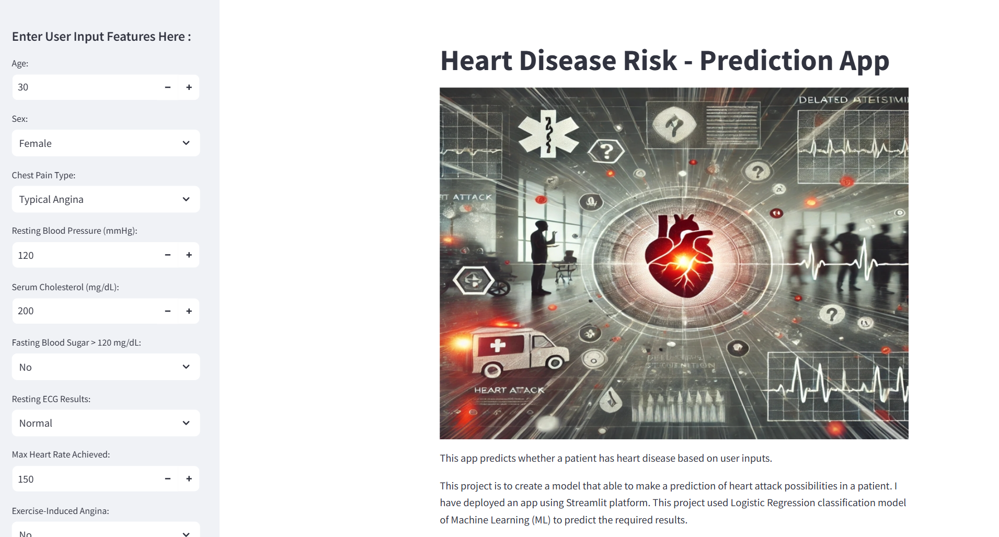 Enter User Input Features Here :
Age:
30
Sex:
Female
Chest Pain Type:
Typical Angina
Resting Blood Pressure (mmHg):
120
Serum Cholesterol (mg/dL):
200
Fasting Blood Sugar > 120 mg/dL:
No
Resting ECG Results:
Normal
Max Heart Rate Achieved:
150
Exercise-Induced Angina:
No
Heart Disease Risk - Prediction App
DELATED
ATTACK
HEART ATACK
This app predicts whether a patient has heart disease based on user inputs.
This project is to create a model that able to make a prediction of heart attack possibilities in a patient. I
have deployed an app using Streamlit platform. This project used Logistic Regression classification model
of Machine Learning (ML) to predict the required results.